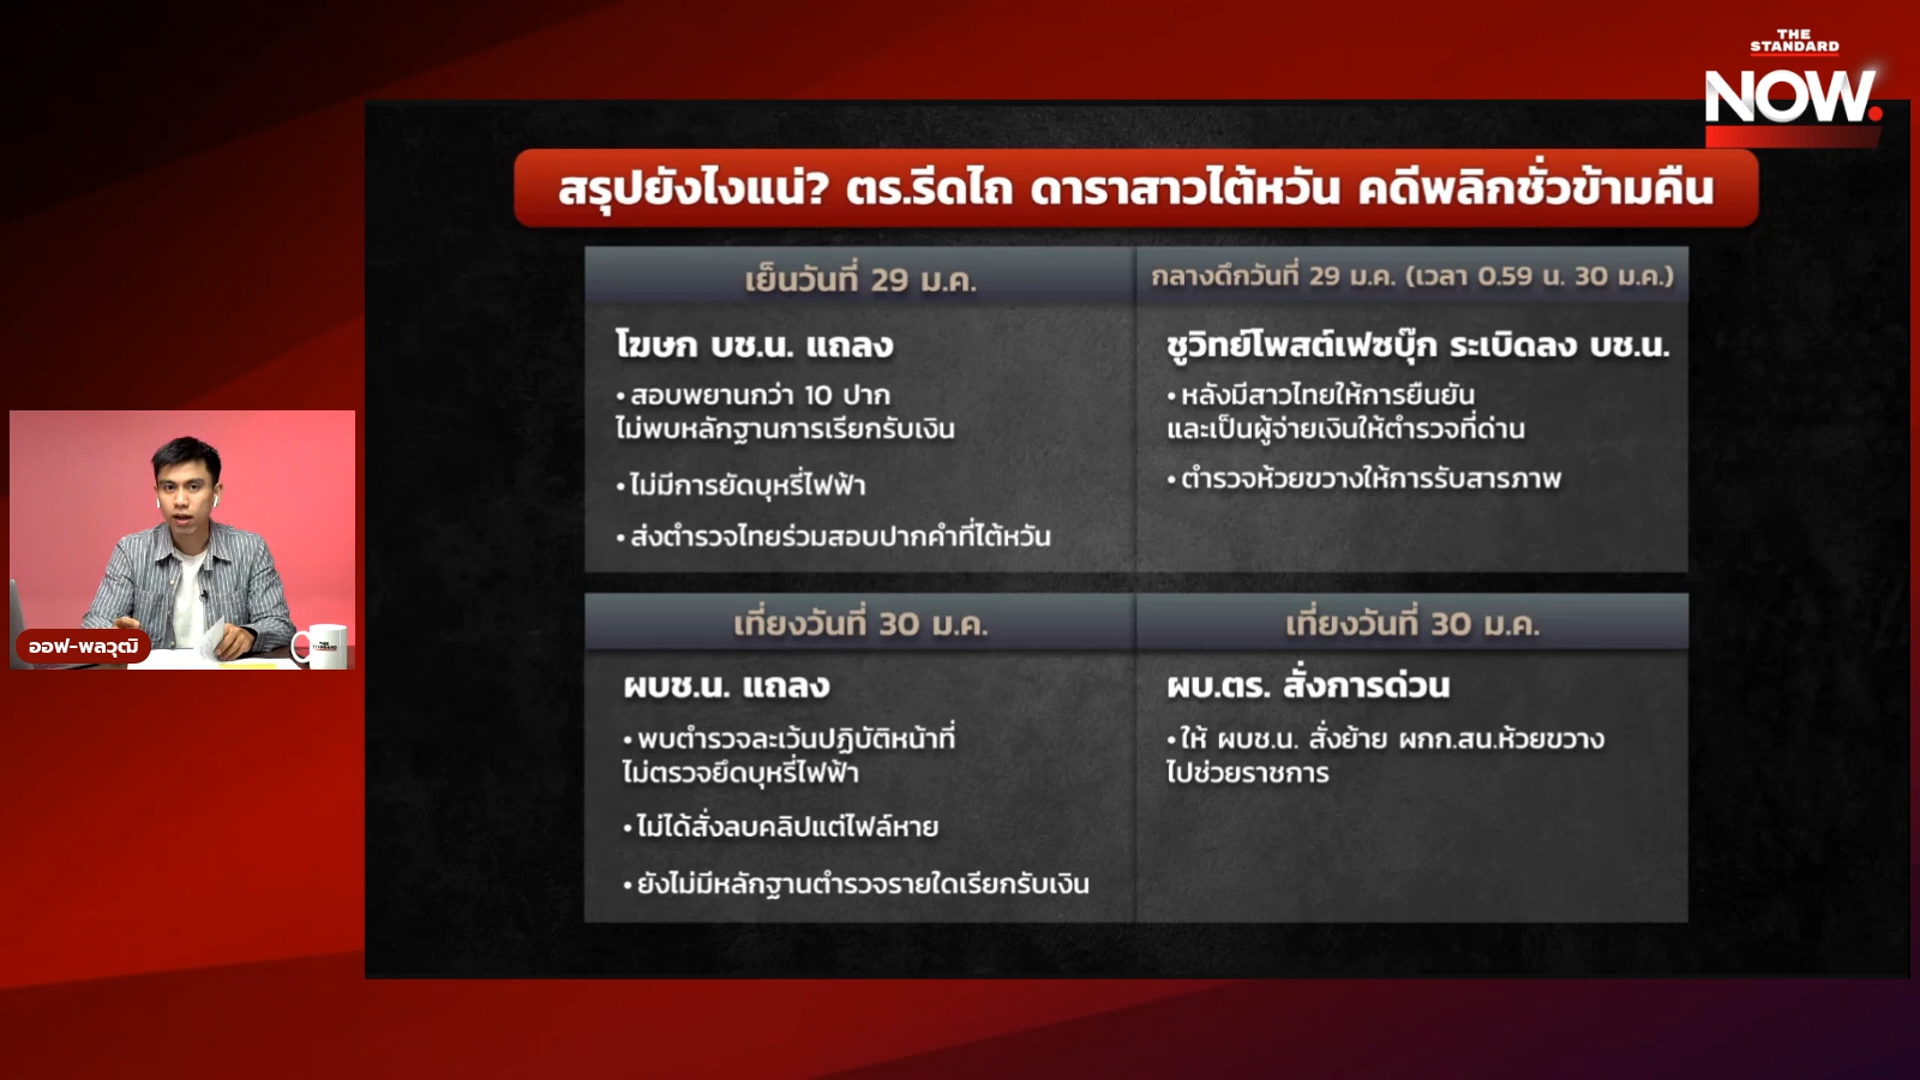 THE
STANDARD
NOW.
สรุปยังไงแน่? ตร.รีดไถ ดาราสาวไต้หวัน คดีพลิกชั่วข้ามคืน
เย็นวันที่ 29 ม.ค.
โฆษก บช.น. แถลง
• สอบพยานกว่า 10 ปาก
ไม่พบหลักฐานการเรียกรับเงิน
• ไม่มีการยัดบุหรี่ไฟฟ้า
• ส่งตำรวจไทยร่วมสอบปากคำที่ไต้หวัน
กลางดึกวันที่ 29 ม.ค. (เวลา 0.59 น. 30 ม.ค.)
ชูวิทย์โพสต์เฟซบุ๊ก ระเบิดลง บช.น.
• หลังมีสาวไทยให้การยืนยัน
และเป็นผู้จ่ายเงินให้ตำรวจที่ด่าน
• ตำรวจห้วยขวางให้การรับสารภาพ
เที่ยงวันที่ 30 ม.ค.
ผบช.น. แถลง
• พบตำรวจละเว้นปฏิบัติหน้าที่
ไม่ตรวจยึดบุหรี่ไฟฟ้า
• ไม่ได้สั่งลบคลิปแต่ไฟล์หาย
• ยังไม่มีหลักฐานตำรวจรายใดเรียกรับเงิน
เที่ยงวันที่ 30 ม.ค.
ผบ.ตร. สั่งการด่วน
• ให้ ผบช.น. สั่งย้าย ผกก.สน.ห้วยขวาง
ไปช่วยราชการ
ออฟ-พลวุฒิ
THE
STANDARD